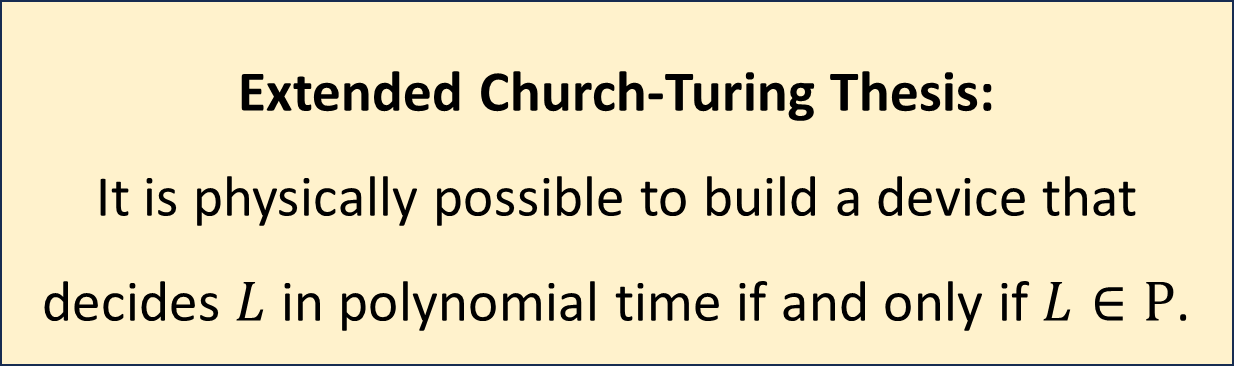 Extended Church-Turing Thesis:
It is physically possible to build a device that
decides 𝐿 in polynomial time if and only if 𝐿 ∈ P.